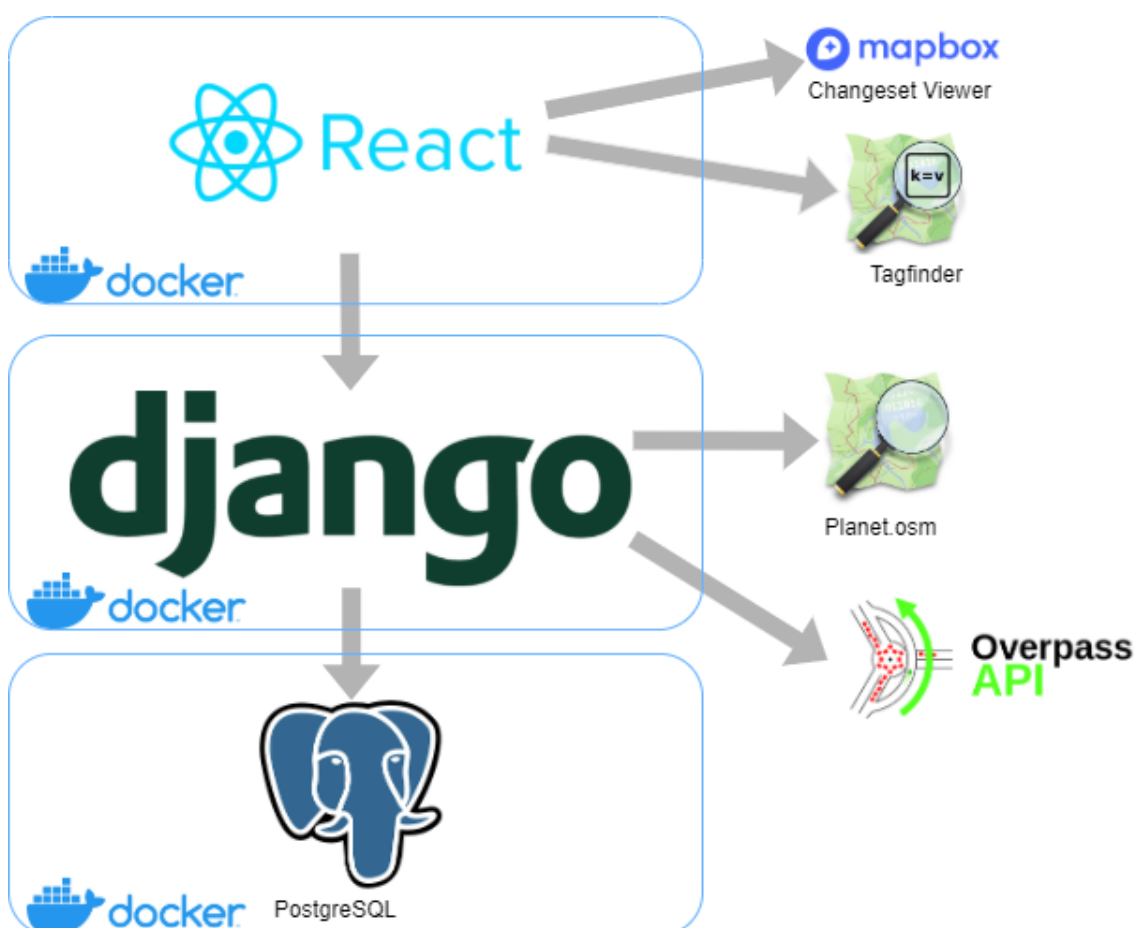 mapbox
Changeset Viewer
React
k=v
Tagfinder
docker
django
Planet.osm
docker
Overpass
API
PostgreSQL
docker